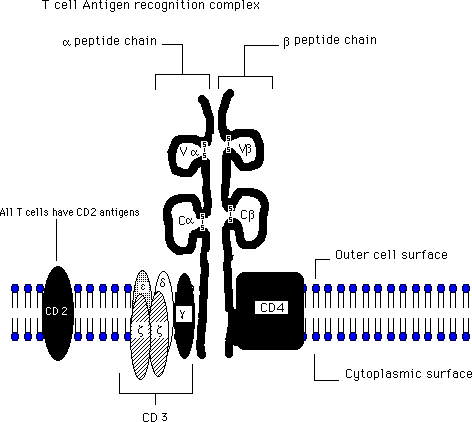 T cell Antigen recognition complex
α peptide chain
β peptide chain
V α
S
S
S
S
Vβ
Cα
S
S
S
S
Cβ
All T cells have CD2 antigens
Outer cell surface
CD 2
ε
δ
γ
CD4
ζ
ζ
Cytoplasmic surface
CD 3